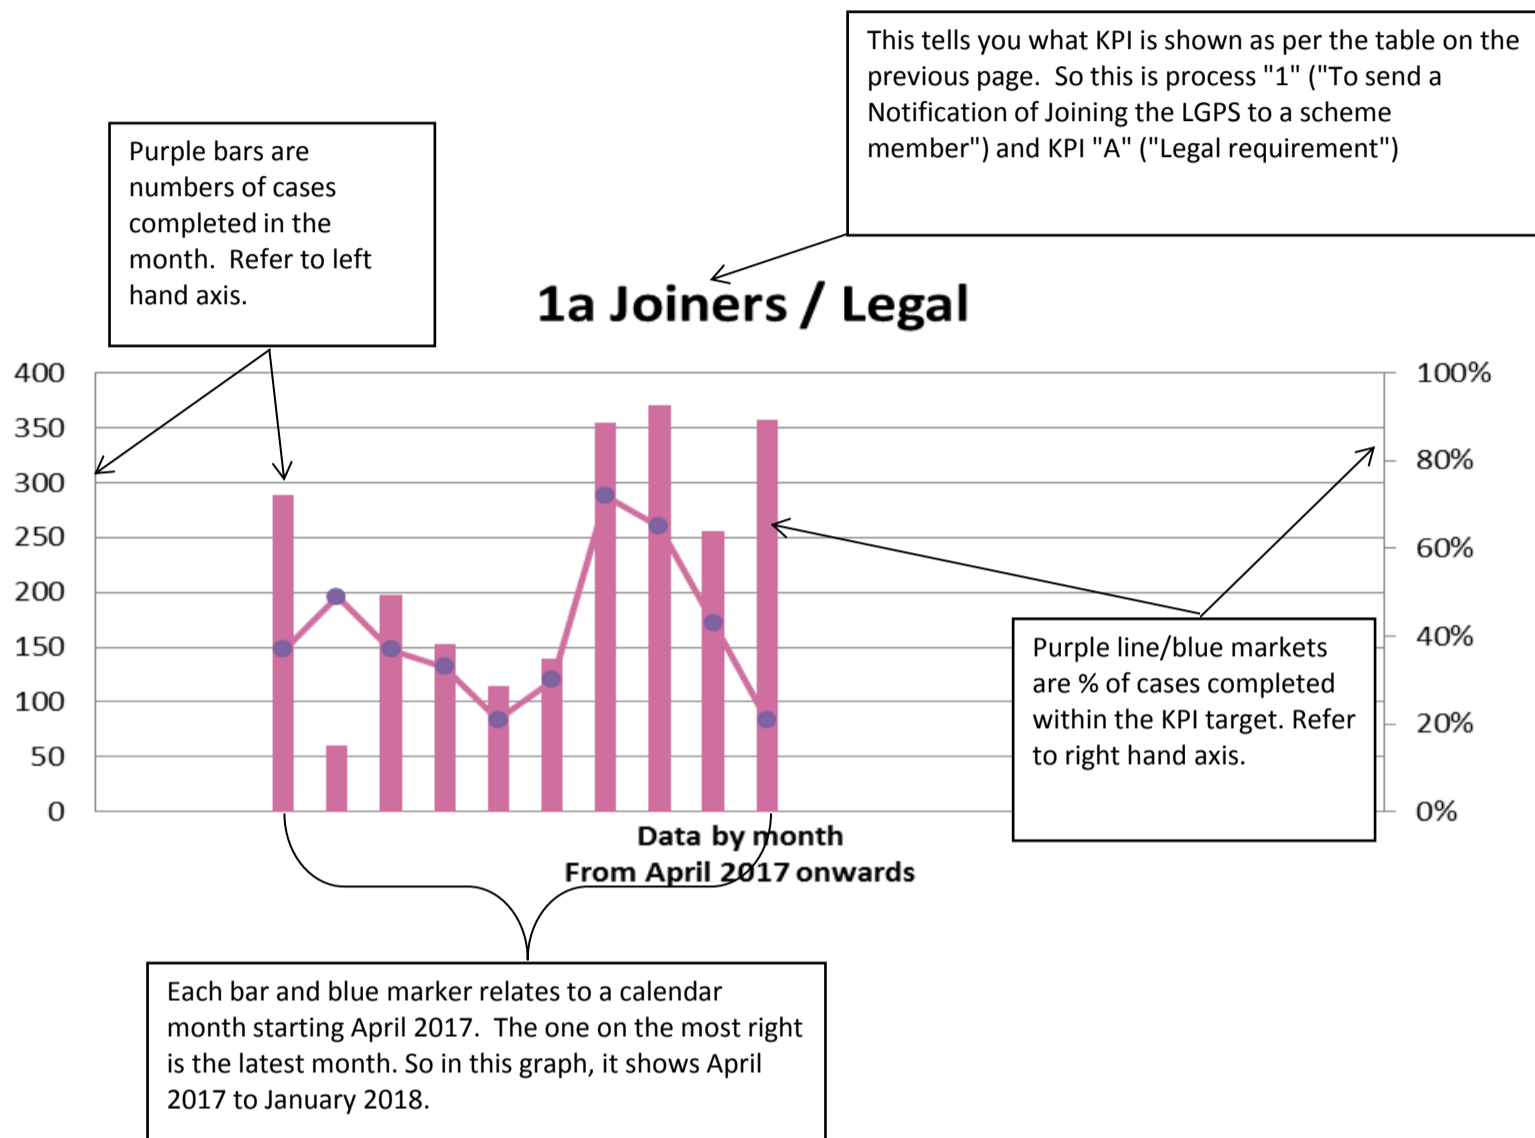 This tells you what KPI is shown as per the table on the
previous page.  So this is process "1" ("To send a
Notification of Joining the LGPS to a scheme
member") and KPI "A" ("Legal requirement")
Purple bars are
numbers of cases
completed in the
month.  Refer to left
hand axis.
1a Joiners / Legal
400
350
300
250
200
150
100
50
0
100%
80%
60%
40%
20%
0%
Purple line/blue markets
are % of cases completed
within the KPI target. Refer
to right hand axis.
Data by month
From April 2017 onwards
Each bar and blue marker relates to a calendar
month starting April 2017.  The one on the most right
is the latest month. So in this graph, it shows April
2017 to January 2018.